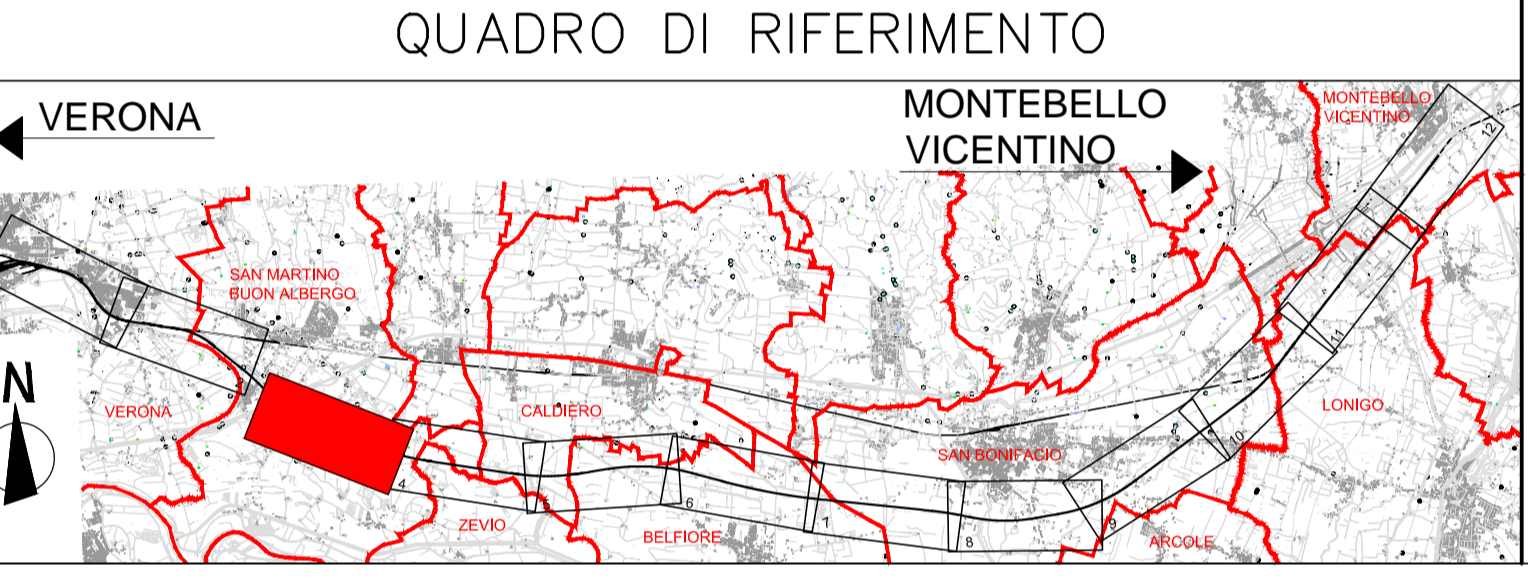 QUADRO DI RIFERIMENTO
VERONA
MONTEBELLO
VICENTINO
MONTEBELLO
VICENTINO
12
SAN MARTINO
BUON ALBERGO
N
VERONA
CALDIERO
LONIGO
11
10
SAN BONIFACIO
4
5
6
7
8
9
ZEVIO
BELFIORE
ARCOLE